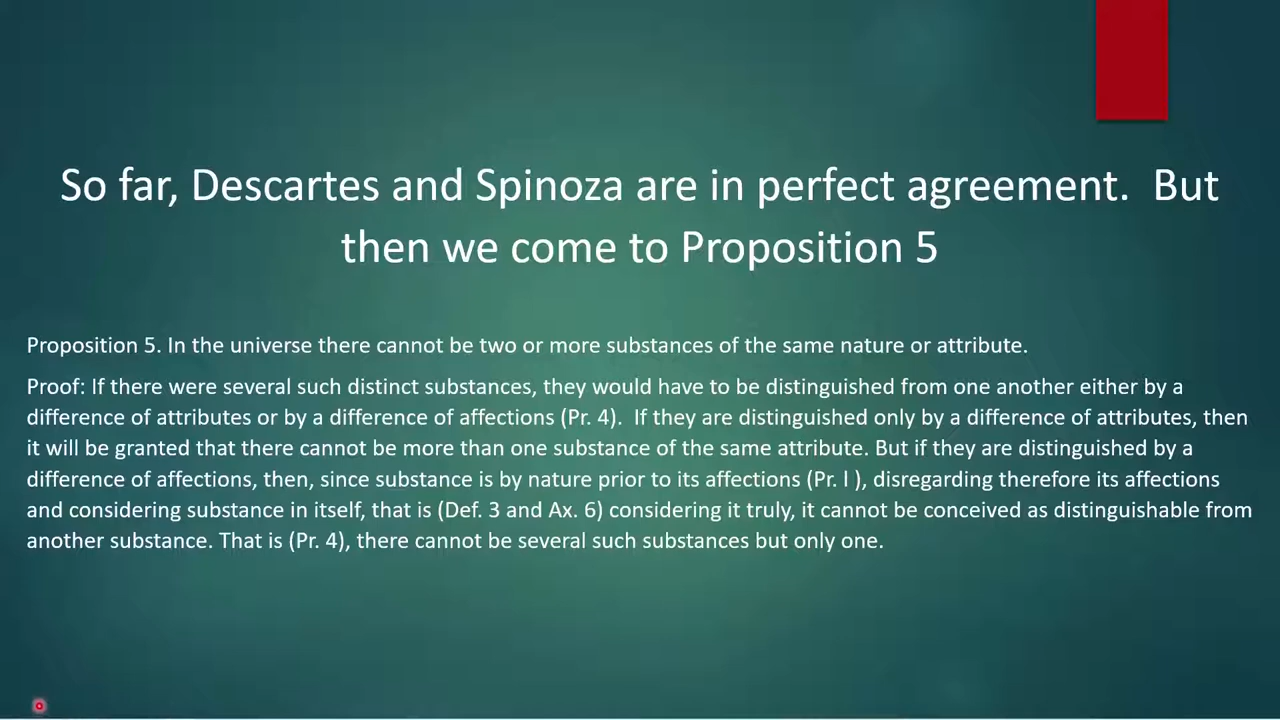 So far, Descartes and Spinoza are in perfect agreement.  But
then we come to Proposition 5
Proposition 5. In the universe there cannot be two or more substances of the same nature or attribute.
Proof: If there were several such distinct substances, they would have to be distinguished from one another either by a
difference of attributes or by a difference of affections (Pr. 4).  If they are distinguished only by a difference of attributes, then
it will be granted that there cannot be more than one substance of the same attribute. But if they are distinguished by a
difference of affections, then, since substance is by nature prior to its affections (Pr. l ), disregarding therefore its affections
and considering substance in itself, that is (Def. 3 and Ax. 6) considering it truly, it cannot be conceived as distinguishable from
another substance. That is (Pr. 4), there cannot be several such substances but only one.